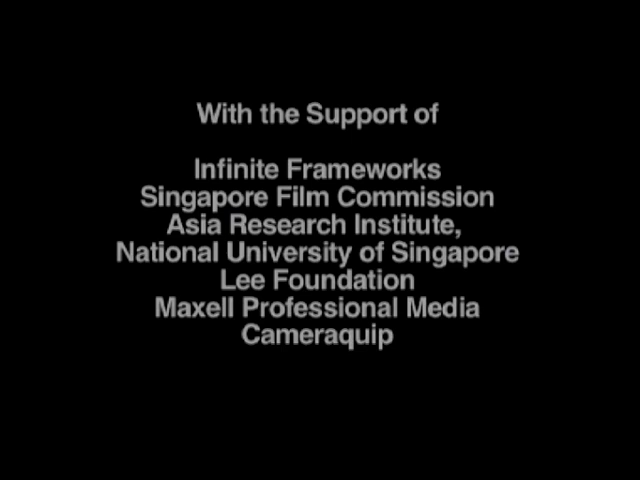 With the Support of
Infinite Frameworks
Singapore Film Commission
Asia Research Institute,
National University of Singapore
Lee Foundation
Maxell Professional Media
Cameraquip